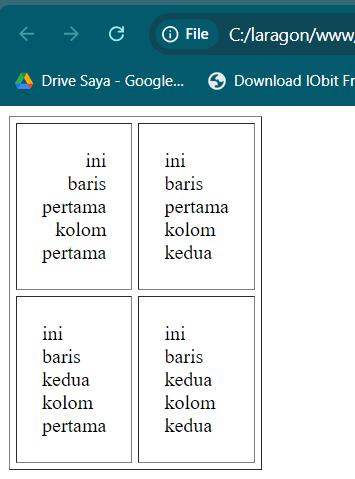 File C:/laragon/www/
Drive Saya - Google... Download IObit Fr
ini
baris
pertama
kolom
pertama
ini
baris
pertama
kolom
kedua
ini
baris
kedua
kolom
pertama
ini
baris
kedua
kolom
kedua